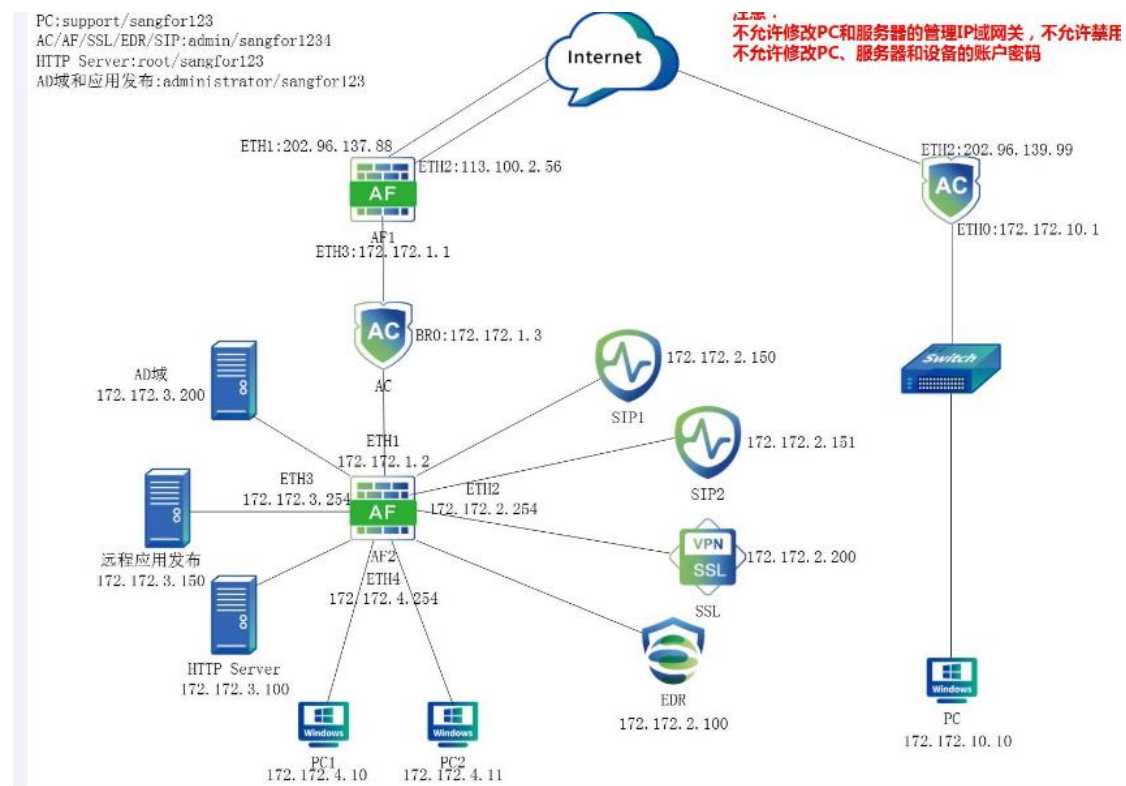 PC:support/sangfor123
AC/AF/SSL/EDR/SIP:admin/sangfor1234
HTTP Server:root/sangfor123
AD域和应用发布:administrator/sangfor123
注意：
不允许修改PC和服务器的管理IP域网关，不允许禁用
不允许修改PC、服务器和设备的账户密码
Internet
ETH1:202.96.137.88
ETH2:113.100.2.56
AF
AF1
ETH3:172.172.1.1
ETH2:202.96.139.99
AC
ETH0:172.172.10.1
AC
BR0:172.172.1.3
AC
Switch
AD域
172.172.3.200
172.172.2.150
SIP1
172.172.2.151
SIP2
ETH1
172.172.1.2
ETH3
172.172.3.254
ETH2
172.172.2.254
AF
AF2
ETH4
172.172.4.254
远程应用发布
172.172.3.150
VPN
SSL
172.172.2.200
SSL
HTTP Server
172.172.3.100
EDR
172.172.2.100
Windows
PC1
172.172.4.10
Windows
PC2
172.172.4.11
Windows
PC
172.172.10.10